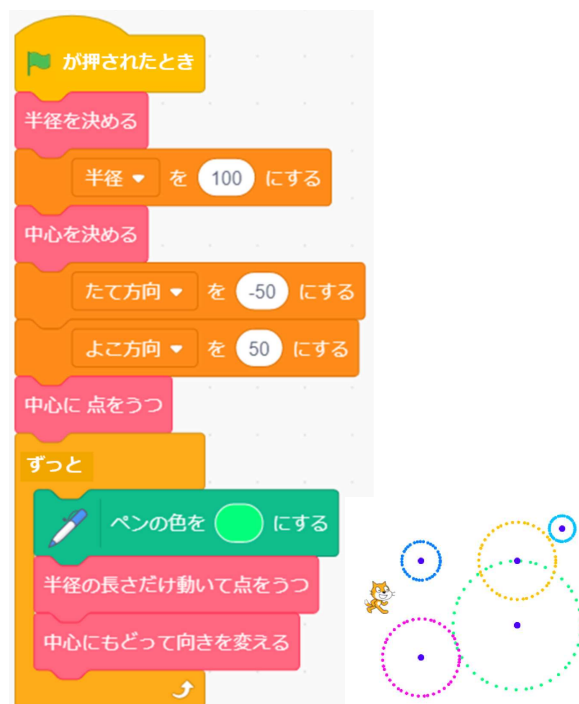 が押されたとき
半径を決める
半径 を 100 にする
中心を決める
たて方向 を -50 にする
よこ方向 を 50 にする
中心に 点をうつ
ずっと
ペンの色を にする
半径の長さだけ動いて点をうつ
中心にもどって向きを変える